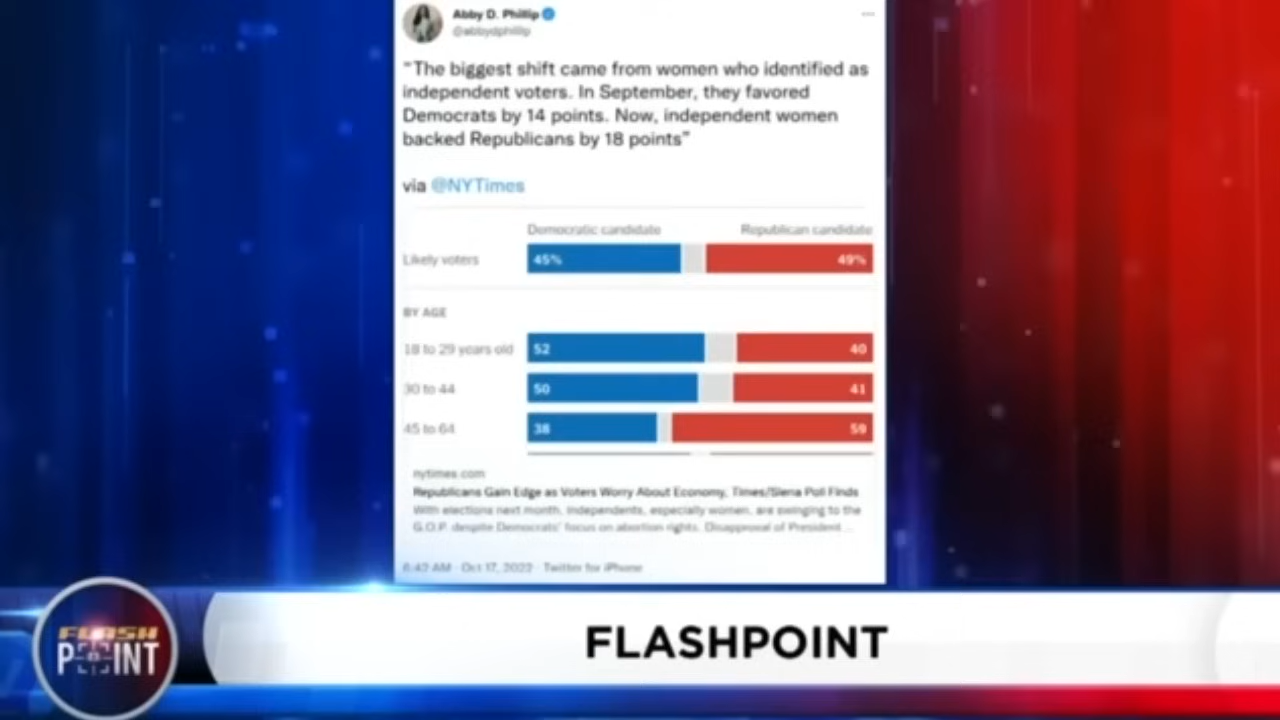 Abby D. Phillip
@abbydphillip
“The biggest shift came from women who identified as
independent voters. In September, they favored
Democrats by 14 points. Now, independent women
backed Republicans by 18 points”
via @NYTimes
Democratic candidate Republican candidate
Likely voters 45% 49%
BY AGE
18 to 29 years old 52 40
30 to 44 50 41
45 to 64 38 59
nytimes.com
Republicans Gain Edge as Voters Worry About Economy, Times/Siena Poll Finds
With elections next month, independents, especially women, are swinging to the
G.O.P. despite Democrats’ focus on abortion rights. Disapproval of President ...
6:42 AM · Oct 17, 2022 · Twitter for iPhone
FLASHPOINT
FLASH
POINT